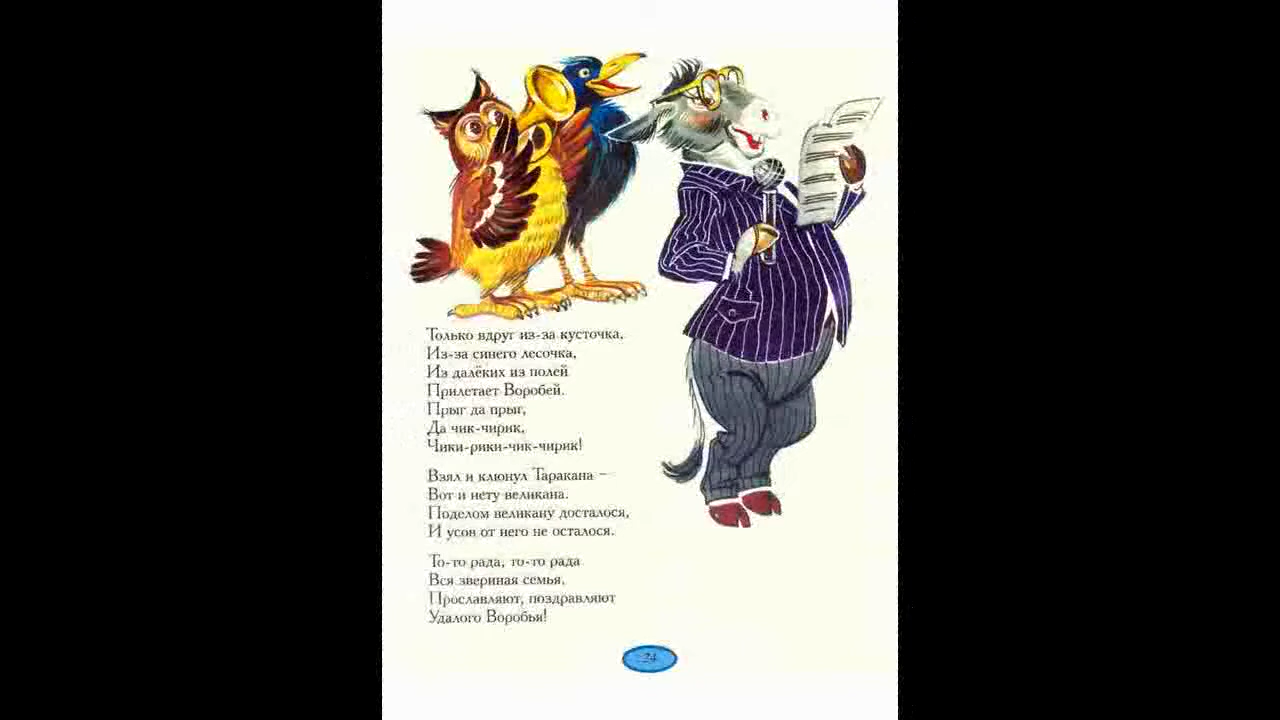 Только вдруг из-за кусточка,
Из-за синего лесочка,
Из далёких из полей
Прилетает Воробей.
Прыг да прыг,
Да чик-чирик,
Чики-рики-чик-чирик!
Взял и клюнул Таракана –
Вот и нету великана.
Поделом великану досталося,
И усов от него не осталося.
То-то рада, то-то рада
Вся звериная семья,
Прославляют, поздравляют
Удалого Воробья!
24